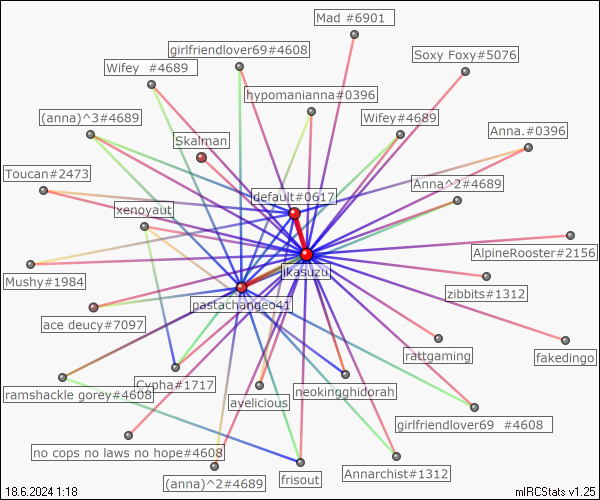 Mad #6901
girlfriendlover69#4608
Soxy Foxy#5076
Wifey  #4689
hypomanianna#0396
(anna)^3#4689
Wifey#4689
Anna.#0396
Skalman
Toucan#2473
default#0617
Anna^2#4689
xenoyaut
AlpineRooster#2156
ikasuzu
Mushy#1984
zibbits#1312
pastachangeo41
ace deucy#7097
rattgaming
fakedingo
Cypha#1717
neokingghidorah
ramshackle gorey#4608
avelicious
girlfriendlover69  #4608
no cops no laws no hope#4608
Annarchist#1312
(anna)^2#4689
frisout
18.6.2024 1:18
mIRCStats v1.25